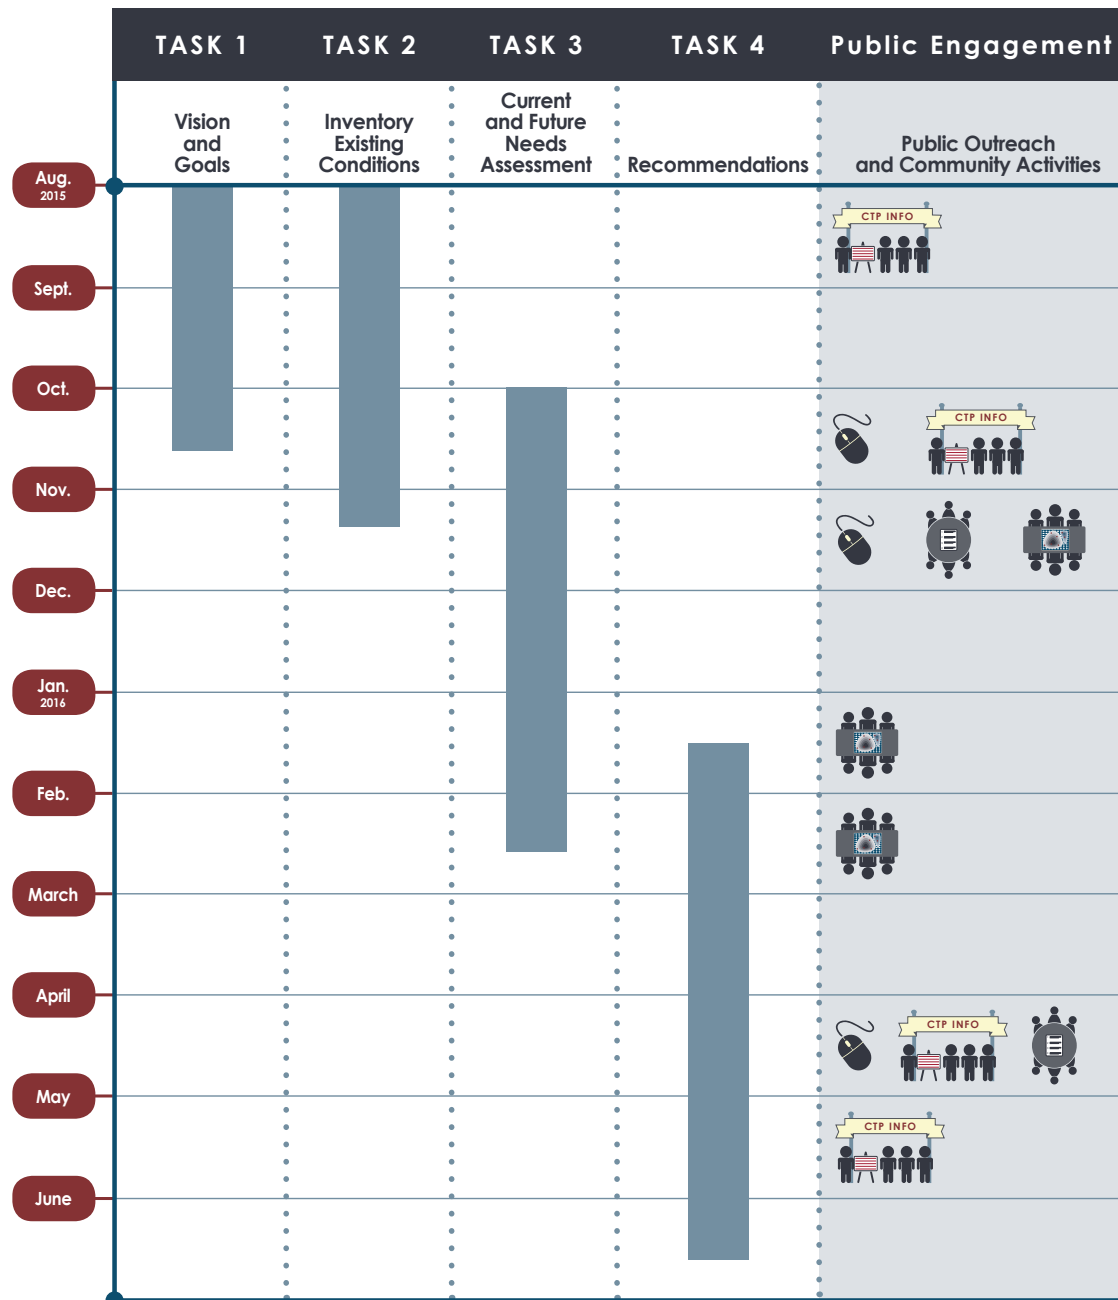 TASK 1
TASK 2
TASK 3
TASK 4
Public Engagement
Vision
and
Goals
Inventory
Existing
Conditions
Current
and Future
Needs
Assessment
Recommendations
Public Outreach
and Community Activities
Aug.
2015
CTP INFO
Sept.
Oct.
CTP INFO
Nov.
Dec.
Jan.
2016
Feb.
March
April
CTP INFO
May
CTP INFO
June